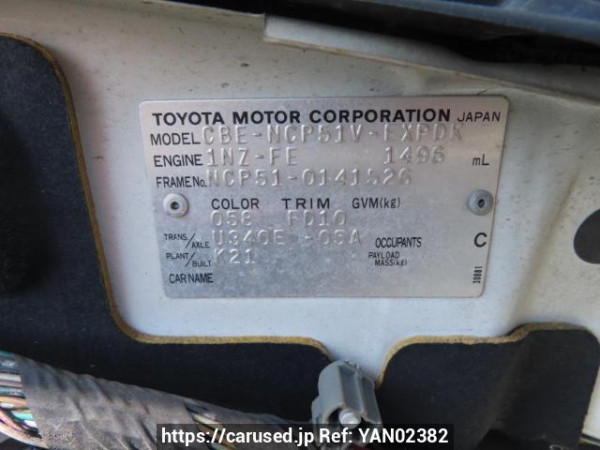 TOYOTA MOTOR CORPORATION JAPAN
MODEL CBE-NCP51V-EXPDK
ENGINE 1NZ-FE 1496 mL
FRAME No. NCP51-0141526
COLOR TRIM GVM(kg)
058 FD10
TRANS/AXLE U340E -05A OCCUPANTS C
PLANT/BUILT K21 PAYLOAD MASS(kg)
CAR NAME
https://carused.jp Ref: YAN02382